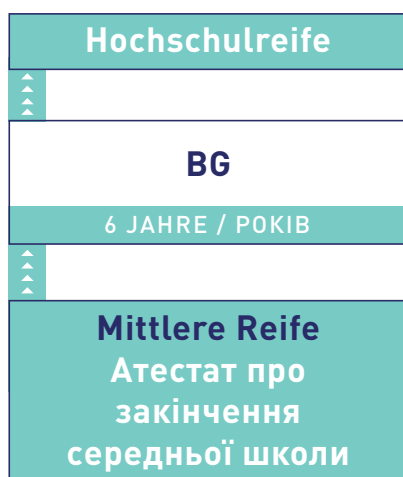 Hochschulreife
BG
6 JAHRE / РОКІВ
Mittlere Reife
Атестат про
закінчення
середньої школи